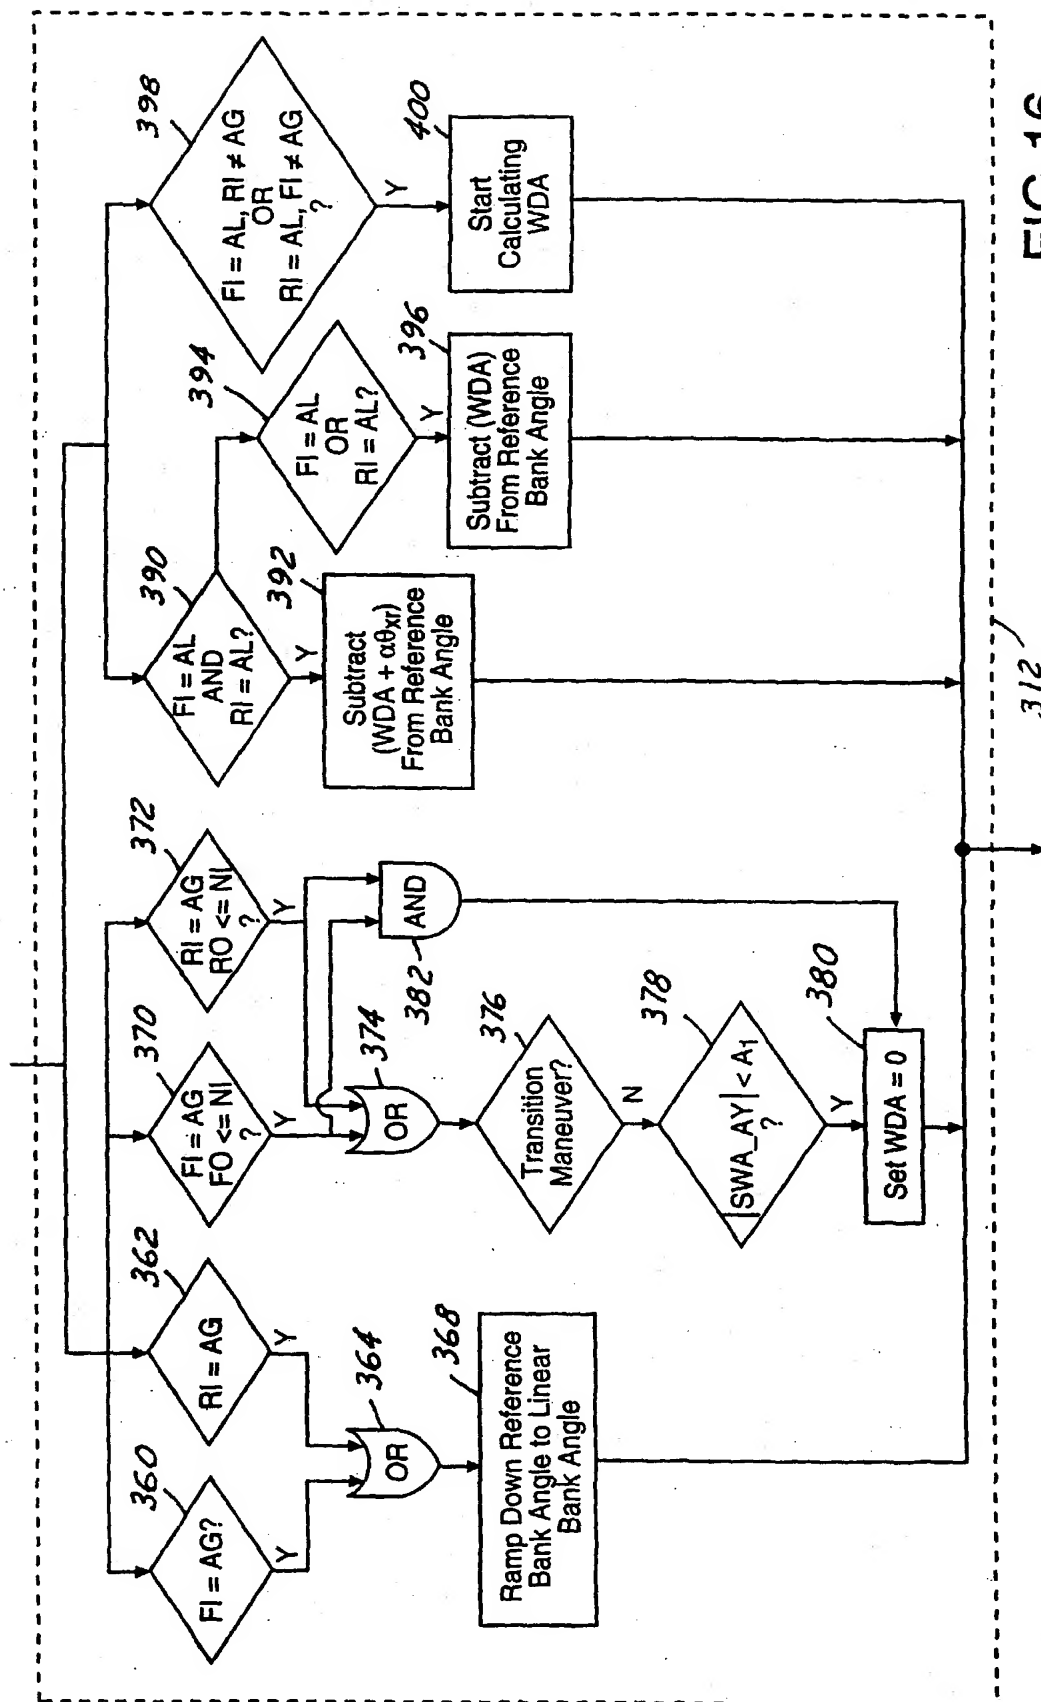 360
FI = AG?
Y
362
RI = AG
Y
364
OR
368
Ramp Down Reference
Bank Angle to Linear
Bank Angle
370
FI = AG
FO <= NI
?
Y
372
RI = AG
RO <= NI
?
Y
374
OR
382
AND
376
Transition
Maneuver?
N
378
|SWA_AY| < A1
?
Y
380
Set WDA = 0
390
FI = AL
AND
RI = AL?
Y
392
Subtract
(WDA + αθxr)
From Reference
Bank Angle
394
FI = AL
OR
RI = AL?
Y
396
Subtract (WDA)
From Reference
Bank Angle
398
FI = AL, RI ≠ AG
OR
RI = AL, FI ≠ AG
?
Y
400
Start
Calculating
WDA
312